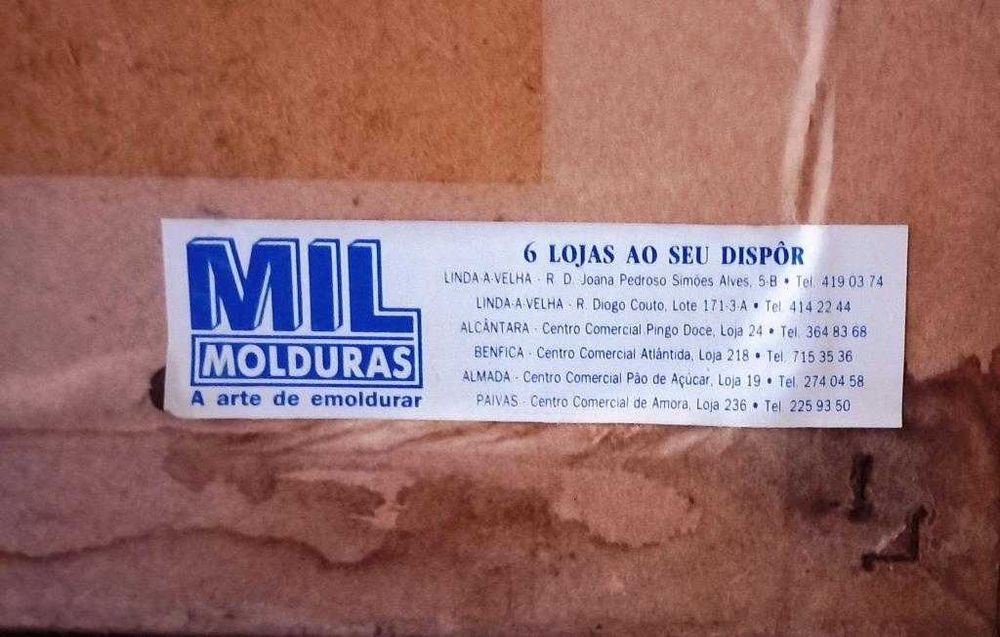 MIL
MOLDURAS
A arte de emoldurar
6 LOJAS AO SEU DISPÔR
LINDA-A-VELHA - R. D. Joana Pedroso Simões Alves, 5-B • Tel. 419 03 74
LINDA-A-VELHA - R. Diogo Couto, Lote 171-3-A • Tel. 414 22 44
ALCÂNTARA - Centro Comercial Pingo Doce, Loja 24 • Tel. 364 83 68
BENFICA - Centro Comercial Atlântida, Loja 218 • Tel. 715 35 36
ALMADA - Centro Comercial Pão de Açúcar, Loja 19 • Tel. 274 04 58
PAIVAS - Centro Comercial de Amora, Loja 236 • Tel. 225 93 50